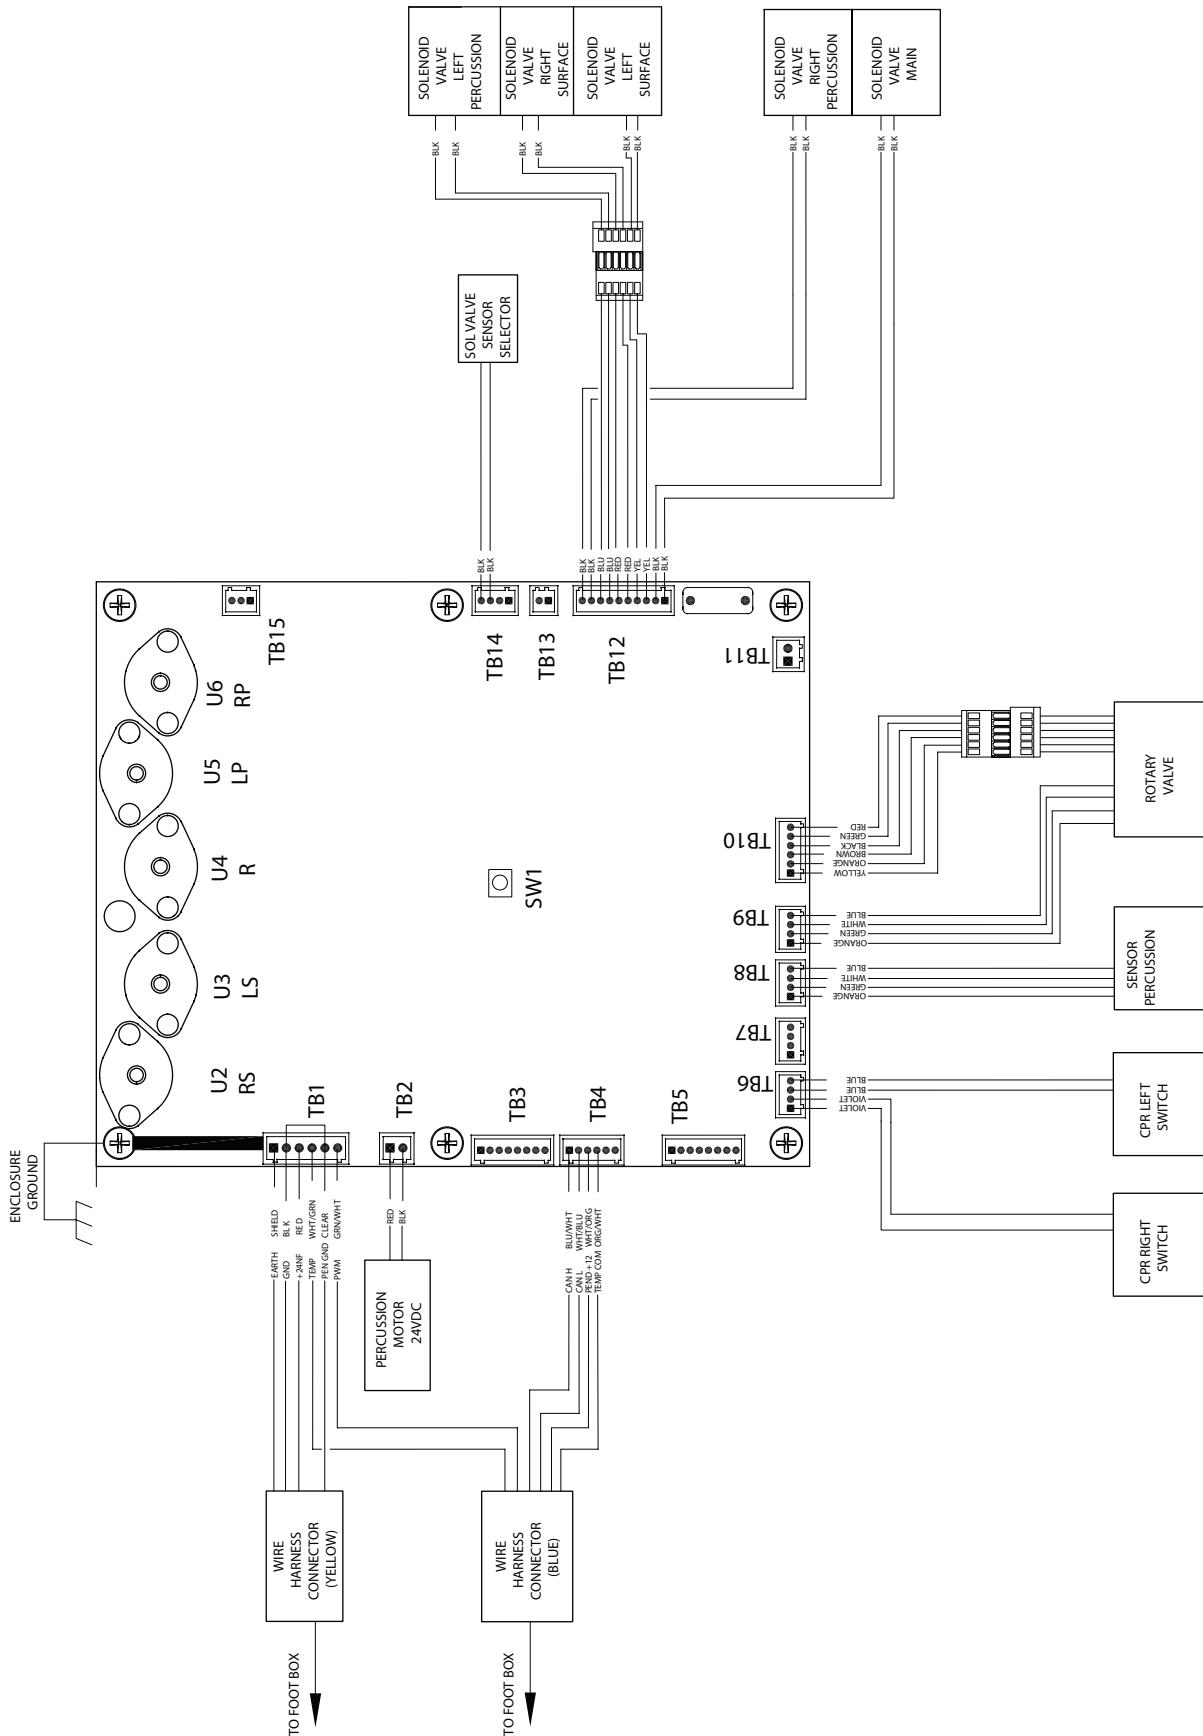 SOLENOID
VALVE
LEFT
PERCUSSION
SOLENOID
VALVE
RIGHT
SURFACE
SOLENOID
VALVE
LEFT
SURFACE
SOLENOID
VALVE
RIGHT
PERCUSSION
SOLENOID
VALVE
MAIN
BLK
BLK
BLK
BLK
BLK
BLK
BLK
BLK
BLK
BLK
SOL VALVE
SENSOR
SELECTOR
BLK
BLK
BLK
BLK
BLU
BLU
RED
RED
YEL
YEL
BLK
BLK
TB15
TB14
TB13
TB12
TB11
U6
RP
U5
LP
U4
R
U3
LS
U2
RS
SW1
TB10
RED
GREEN
BLACK
BROWN
ORANGE
YELLOW
ROTARY
VALVE
TB9
BLUE
WHITE
GREEN
ORANGE
TB8
BLUE
WHITE
GREEN
ORANGE
SENSOR
PERCUSSION
TB7
TB6
BLUE
BLUE
VIOLET
VIOLET
CPR LEFT
SWITCH
CPR RIGHT
SWITCH
TB1
TB2
TB3
TB4
TB5
ENCLOSURE
GROUND
EARTH SHIELD
GND BLK
+24NF RED
TEMP WHT/GRN
PEN GND CLEAR
PWM GRN/WHT
RED
BLK
PERCUSSION
MOTOR
24VDC
CAN H BLU/WHT
CAN L WHT/BLU
PEND +12 WHT/ORG
TEMP COM ORG/WHT
WIRE
HARNESS
CONNECTOR
(YELLOW)
WIRE
HARNESS
CONNECTOR
(BLUE)
TO FOOT BOX
TO FOOT BOX